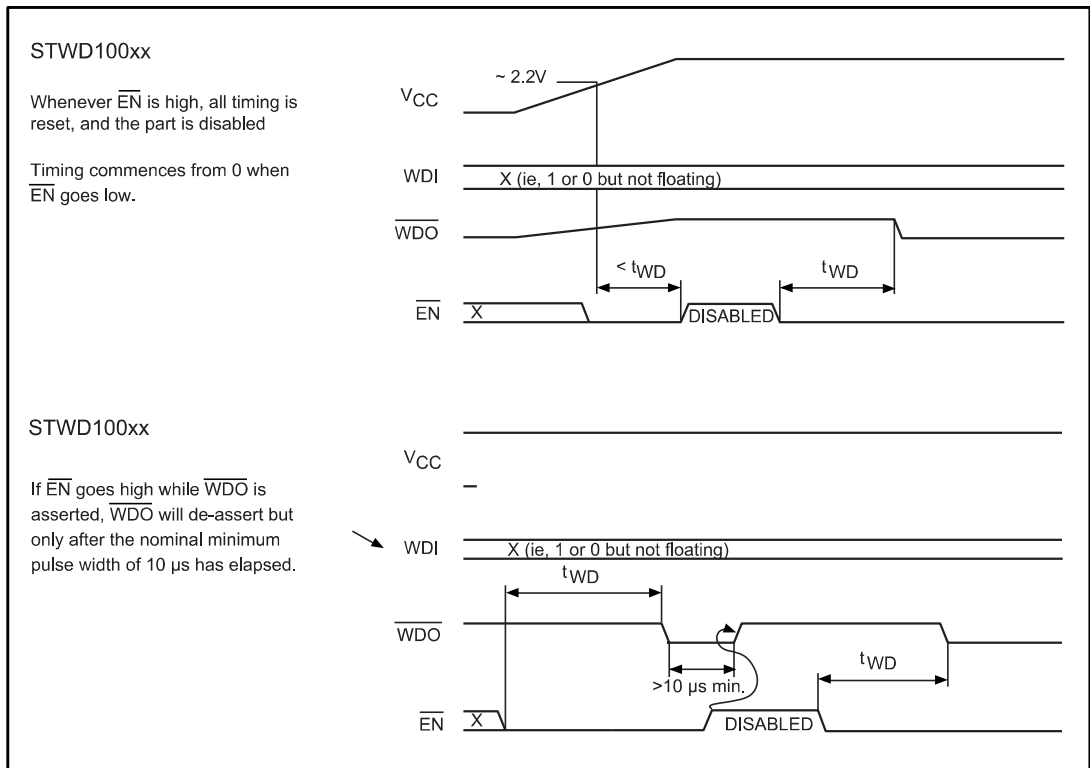 STWD100xx
Whenever EN is high, all timing is
reset, and the part is disabled
Timing commences from 0 when
EN goes low.
~ 2.2V
VCC
WDI
X (ie, 1 or 0 but not floating)
WDO
< tWD
tWD
EN
X
DISABLED
STWD100xx
If EN goes high while WDO is
asserted, WDO will de-assert but
only after the nominal minimum
pulse width of 10 µs has elapsed.
VCC
WDI
X (ie, 1 or 0 but not floating)
tWD
WDO
>10 µs min.
tWD
EN
X
DISABLED